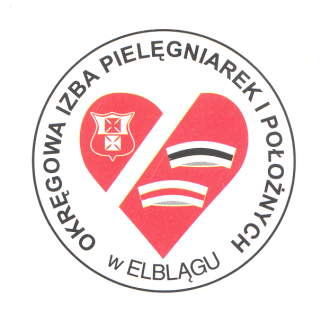 OKRĘGOWA IZBA PIELĘGNIAREK I POŁOŻNYCH
w ELBLĄGU